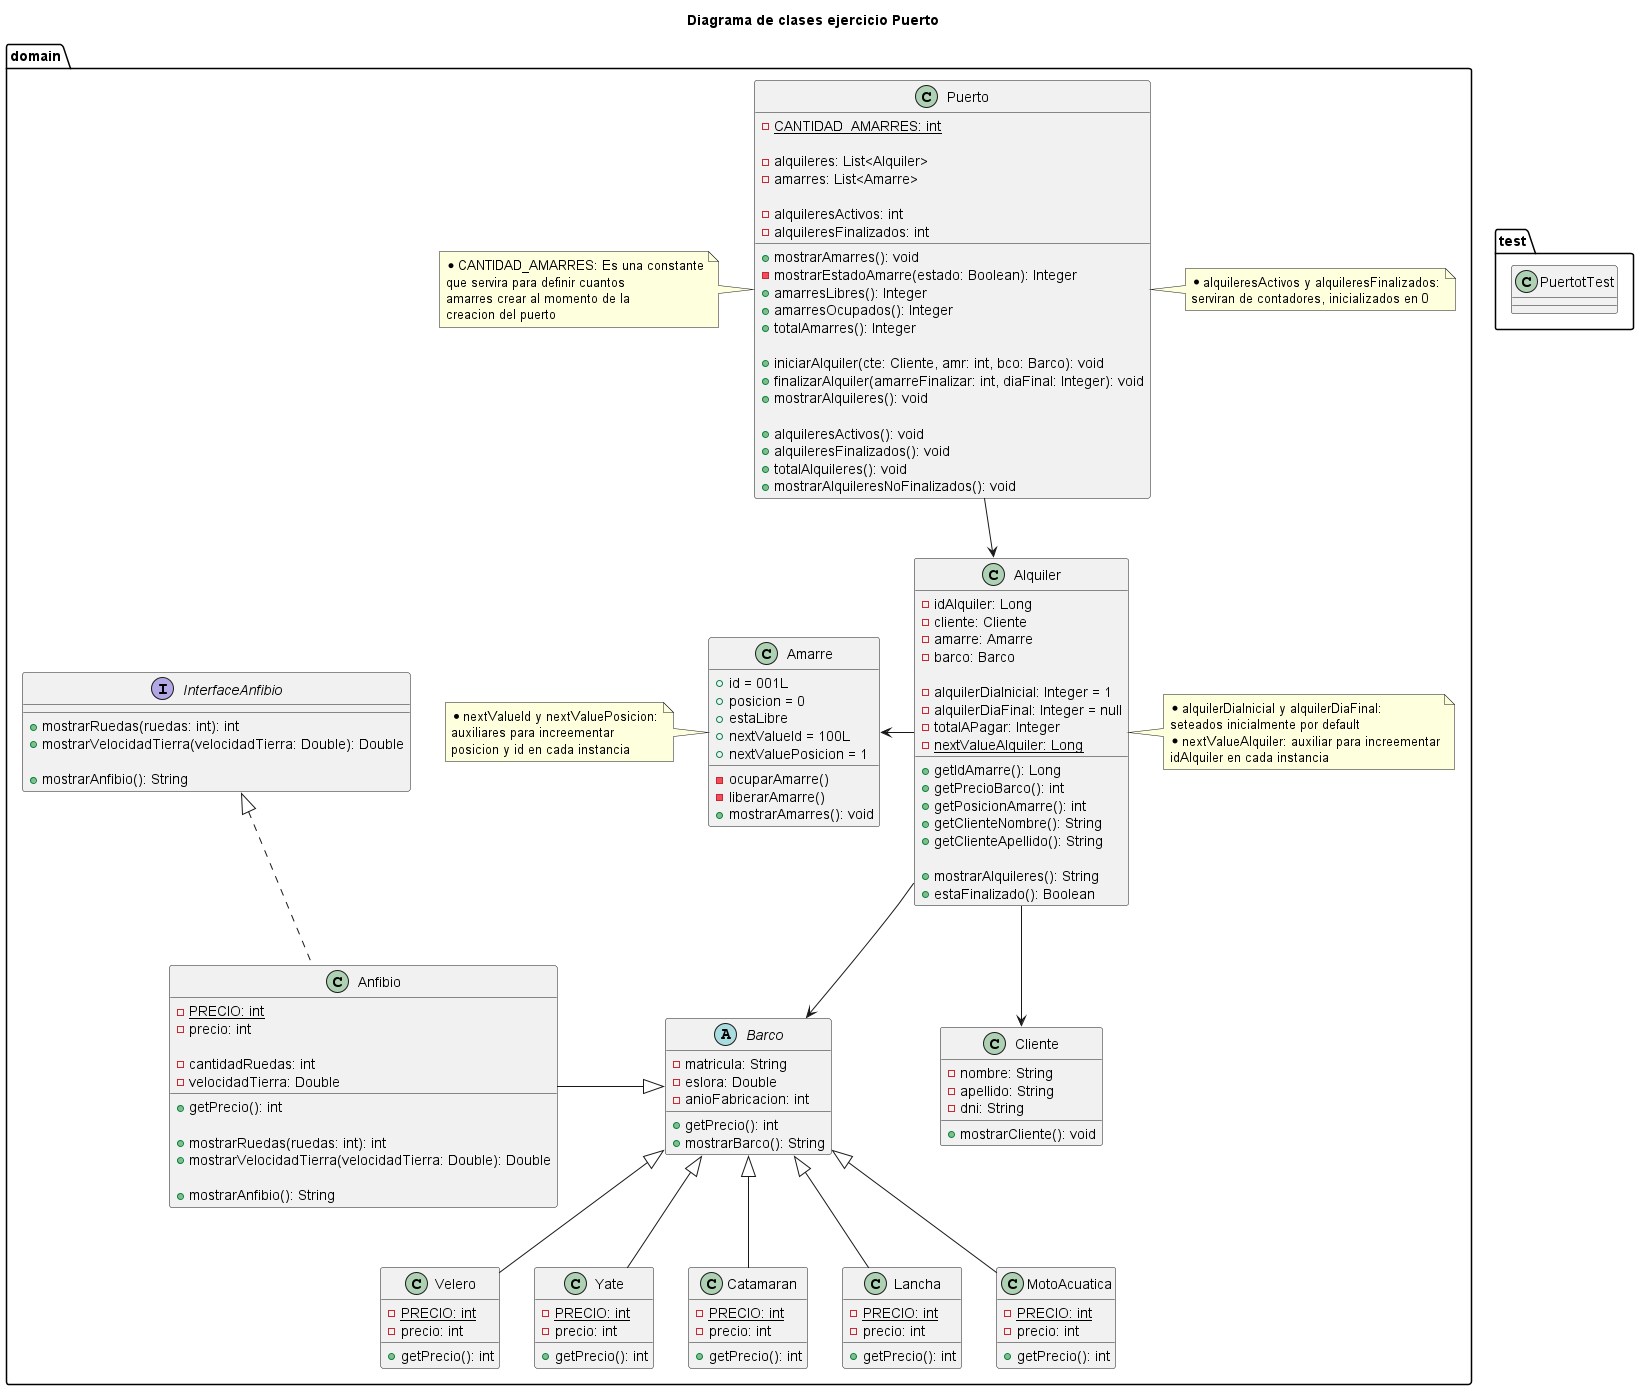 Diagrama de clases ejercicio Puerto
domain
C Puerto
CANTIDAD_AMARRES: int
alquileres: List<Alquiler>
amarres: List<Amarre>
alquileresActivos: int
alquileresFinalizados: int
mostrarAmarres(): void
mostrarEstadoAmarre(estado: Boolean): Integer
amarresLibres(): Integer
amarresOcupados(): Integer
totalAmarres(): Integer
iniciarAlquiler(cte: Cliente, amr: int, bco: Barco): void
finalizarAlquiler(amarreFinalizar: int, diaFinal: Integer): void
mostrarAlquileres(): void
alquileresActivos(): void
alquileresFinalizados(): void
totalAlquileres(): void
mostrarAlquileresNoFinalizados(): void
• CANTIDAD_AMARRES: Es una constante
que servira para definir cuantos
amarres crear al momento de la
creacion del puerto
• alquileresActivos y alquileresFinalizados:
serviran de contadores, inicializados en 0
test
C PuertotTest
C Alquiler
idAlquiler: Long
cliente: Cliente
amarre: Amarre
barco: Barco
alquilerDiaInicial: Integer = 1
alquilerDiaFinal: Integer = null
totalAPagar: Integer
nextValueAlquiler: Long
getIdAmarre(): Long
getPrecioBarco(): int
getPosicionAmarre(): int
getClienteNombre(): String
getClienteApellido(): String
mostrarAlquileres(): String
estaFinalizado(): Boolean
• alquilerDiaInicial y alquilerDiaFinal:
seteados inicialmente por default
• nextValueAlquiler: auxiliar para increementar
idAlquiler en cada instancia
C Amarre
id = 001L
posicion = 0
estaLibre
nextValueId = 100L
nextValuePosicion = 1
ocuparAmarre()
liberarAmarre()
mostrarAmarres(): void
• nextValueId y nextValuePosicion:
auxiliares para increementar
posicion y id en cada instancia
I InterfaceAnfibio
mostrarRuedas(ruedas: int): int
mostrarVelocidadTierra(velocidadTierra: Double): Double
mostrarAnfibio(): String
C Anfibio
PRECIO: int
precio: int
cantidadRuedas: int
velocidadTierra: Double
getPrecio(): int
mostrarRuedas(ruedas: int): int
mostrarVelocidadTierra(velocidadTierra: Double): Double
mostrarAnfibio(): String
A Barco
matricula: String
eslora: Double
anioFabricacion: int
getPrecio(): int
mostrarBarco(): String
C Cliente
nombre: String
apellido: String
dni: String
mostrarCliente(): void
C Velero
PRECIO: int
precio: int
getPrecio(): int
C Yate
PRECIO: int
precio: int
getPrecio(): int
C Catamaran
PRECIO: int
precio: int
getPrecio(): int
C Lancha
PRECIO: int
precio: int
getPrecio(): int
C MotoAcuatica
PRECIO: int
precio: int
getPrecio(): int